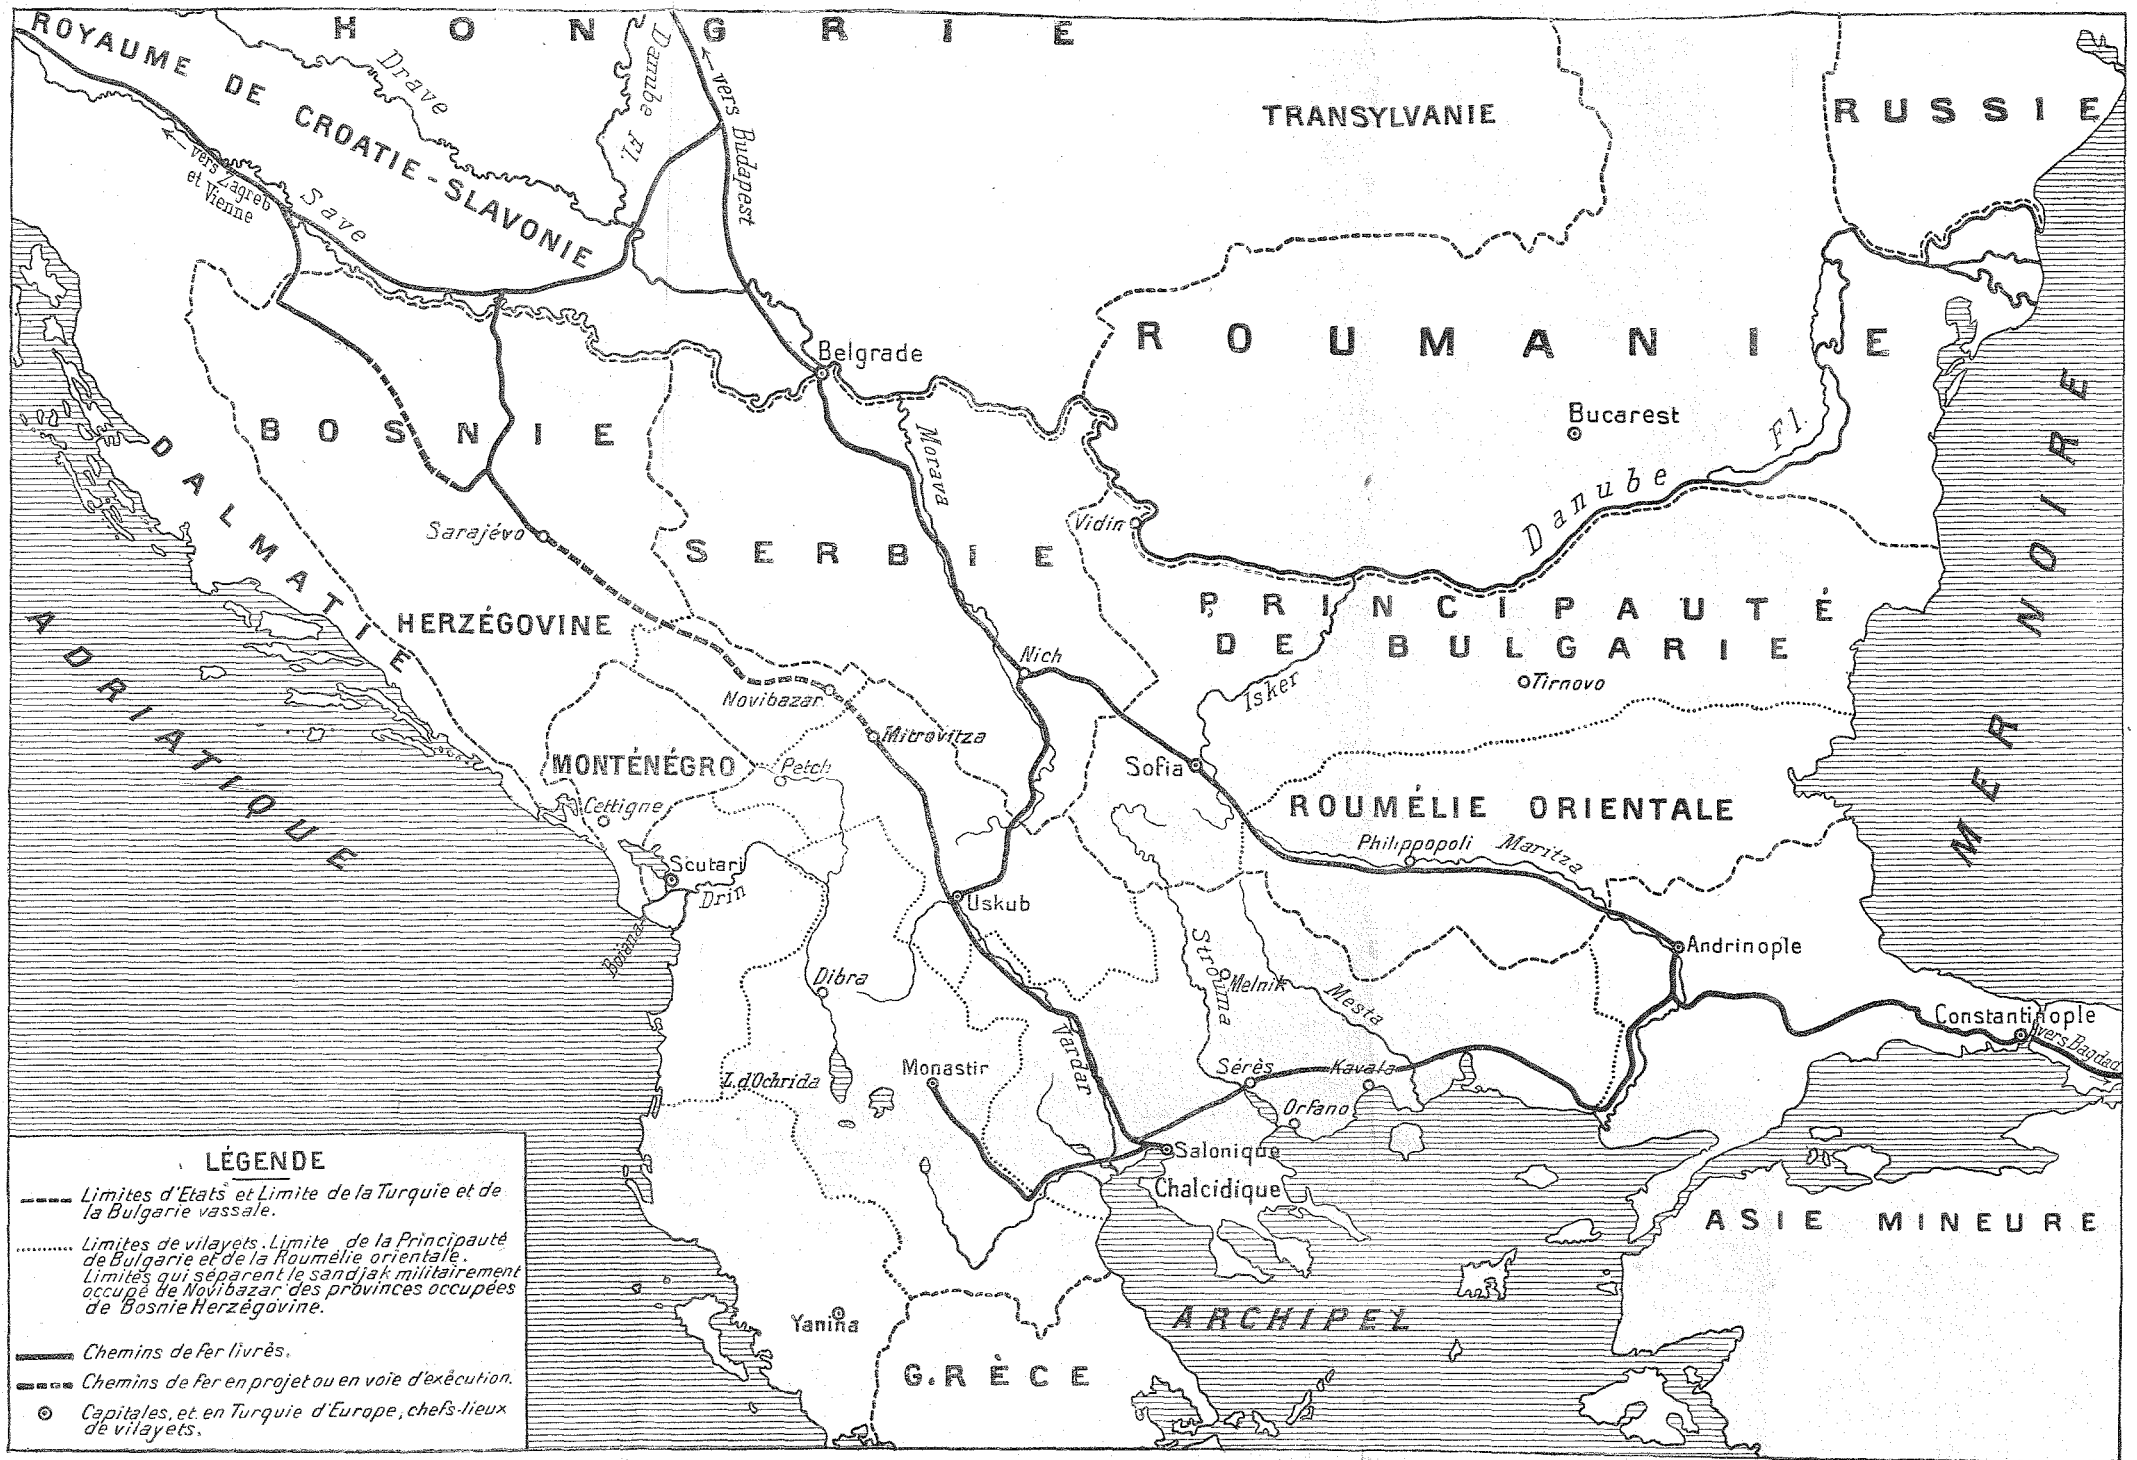 HONGRIE
ROYAUME DE CROATIE-SLAVONIE
Drave
Danube Fl.
vers Budapest
TRANSYLVANIE
RUSSIE
vers Zagreb
et Vienne
Save
ROUMANIE
Belgrade
Bucarest
BOSNIE
Morava
Danube Fl.
DALMATIE
Vidin
Sarajévo
SERBIE
MER NOIRE
ADRIATIQUE
HERZÉGOVINE
PRINCIPAUTÉ
DE BULGARIE
Nich
Isker
Tirnovo
Novibazar
Mitrovitza
MONTÉNÉGRO
Petch
Sofia
Cettigne
ROUMÉLIE ORIENTALE
Philippopoli
Maritza
Scutari
Drin
Uskub
Boïana
Strouma
Andrinople
Dibra
Melnik
Mesta
Constantinople
vers Bagdad
Vardar
Monastir
L.d'Ochrida
Sérès
Kavala
Orfano
Salonique
Chalcidique
ASIE MINEURE
ARCHIPEL
Yanina
GRÈCE
LÉGENDE
Limites d'Etats et Limite de la Turquie et de
la Bulgarie vassale.
Limites de vilayets. Limite de la Principauté
de Bulgarie et de la Roumélie orientale.
Limites qui séparent le sandjak militairement
occupé de Novibazar des provinces occupées
de Bosnie Herzégovine.
Chemins de fer livrés.
Chemins de fer en projet ou en voie d'exécution.
Capitales, et en Turquie d'Europe, chefs-lieux
de vilayets.